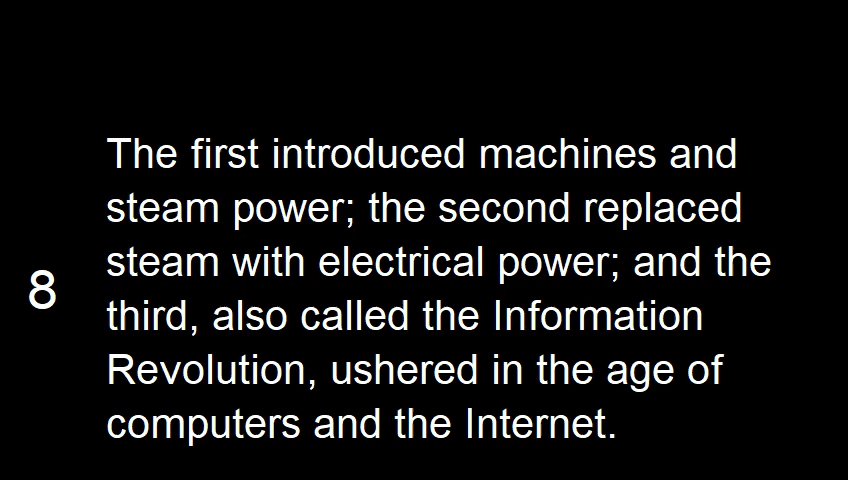 The first introduced machines and
steam power; the second replaced
steam with electrical power; and the
8
third, also called the Information
Revolution, ushered in the age of
computers and the Internet.